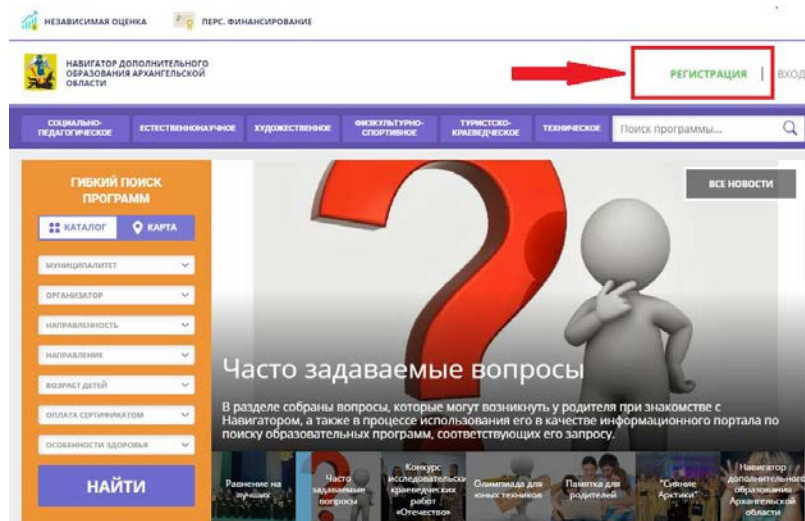 НЕЗАВИСИМАЯ ОЦЕНКА
ПЕРС. ФИНАНСИРОВАНИЕ
НАВИГАТОР ДОПОЛНИТЕЛЬНОГО
ОБРАЗОВАНИЯ АРХАНГЕЛЬСКОЙ
ОБЛАСТИ
РЕГИСТРАЦИЯ
ВХОД
СОЦИАЛЬНО-
ПЕДАГОГИЧЕСКОЕ
ЕСТЕСТВЕННОНАУЧНОЕ
ХУДОЖЕСТВЕННОЕ
ФИЗКУЛЬТУРНО-
СПОРТИВНОЕ
ТУРИСТСКО-
КРАЕВЕДЧЕСКОЕ
ТЕХНИЧЕСКОЕ
Поиск программы...
ГИБКИЙ ПОИСК
ПРОГРАММ
КАТАЛОГ
КАРТА
МУНИЦИПАЛИТЕТ
ОРГАНИЗАТОР
НАПРАВЛЕННОСТЬ
НАПРАВЛЕНИЕ
ВОЗРАСТ ДЕТЕЙ
ОПЛАТА СЕРТИФИКАТОМ
ОСОБЕННОСТИ ЗДОРОВЬЯ
НАЙТИ
ВСЕ НОВОСТИ
Часто задаваемые вопросы
В разделе собраны вопросы, которые могут возникнуть у родителя при знакомстве с
Навигатором, а также в процессе использования его в качестве информационного портала по
поиску образовательных программ, соответствующих его запросу.
Равнение на
лучших
Часто
задаваемые
вопросы
Конкурс
исследовательски
краеведческих
работ
«Отечество»
Олимпиада для
юных техников
Памятка для
родителей
"Сияние
Арктики"
Навигатор
дополнительного
образования
Архангельской
области